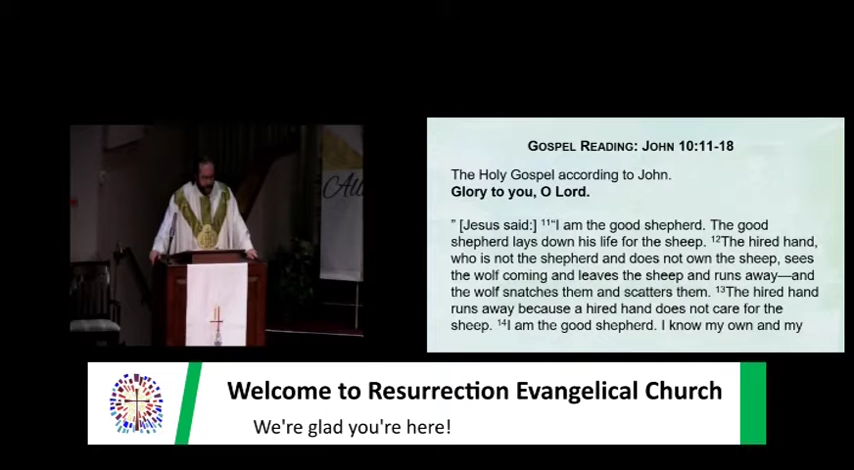 All
GOSPEL READING: JOHN 10:11-18
The Holy Gospel according to John.
Glory to you, O Lord.
” [Jesus said:] ¹¹“I am the good shepherd. The good
shepherd lays down his life for the sheep. ¹²The hired hand,
who is not the shepherd and does not own the sheep, sees
the wolf coming and leaves the sheep and runs away—and
the wolf snatches them and scatters them. ¹³The hired hand
runs away because a hired hand does not care for the
sheep. ¹⁴I am the good shepherd. I know my own and my
Welcome to Resurrection Evangelical Church
We're glad you're here!